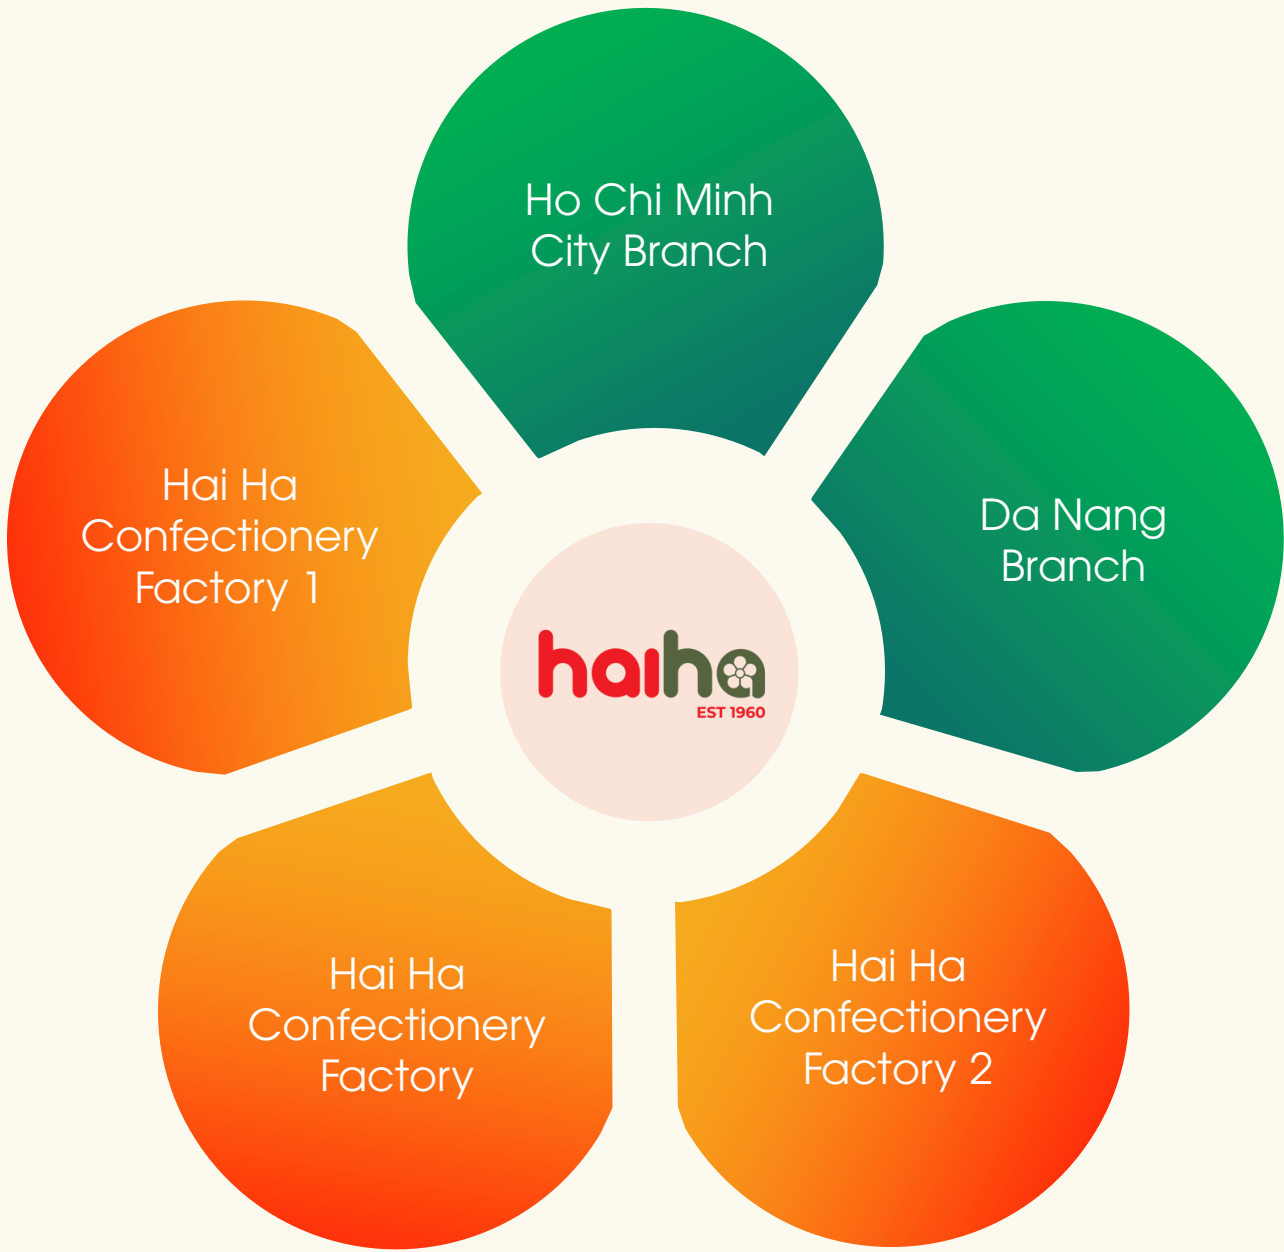 Ho Chi Minh
City Branch
Hai Ha
Confectionery
Factory 1
Da Nang
Branch
haiha
EST 1960
Hai Ha
Confectionery
Factory
Hai Ha
Confectionery
Factory 2